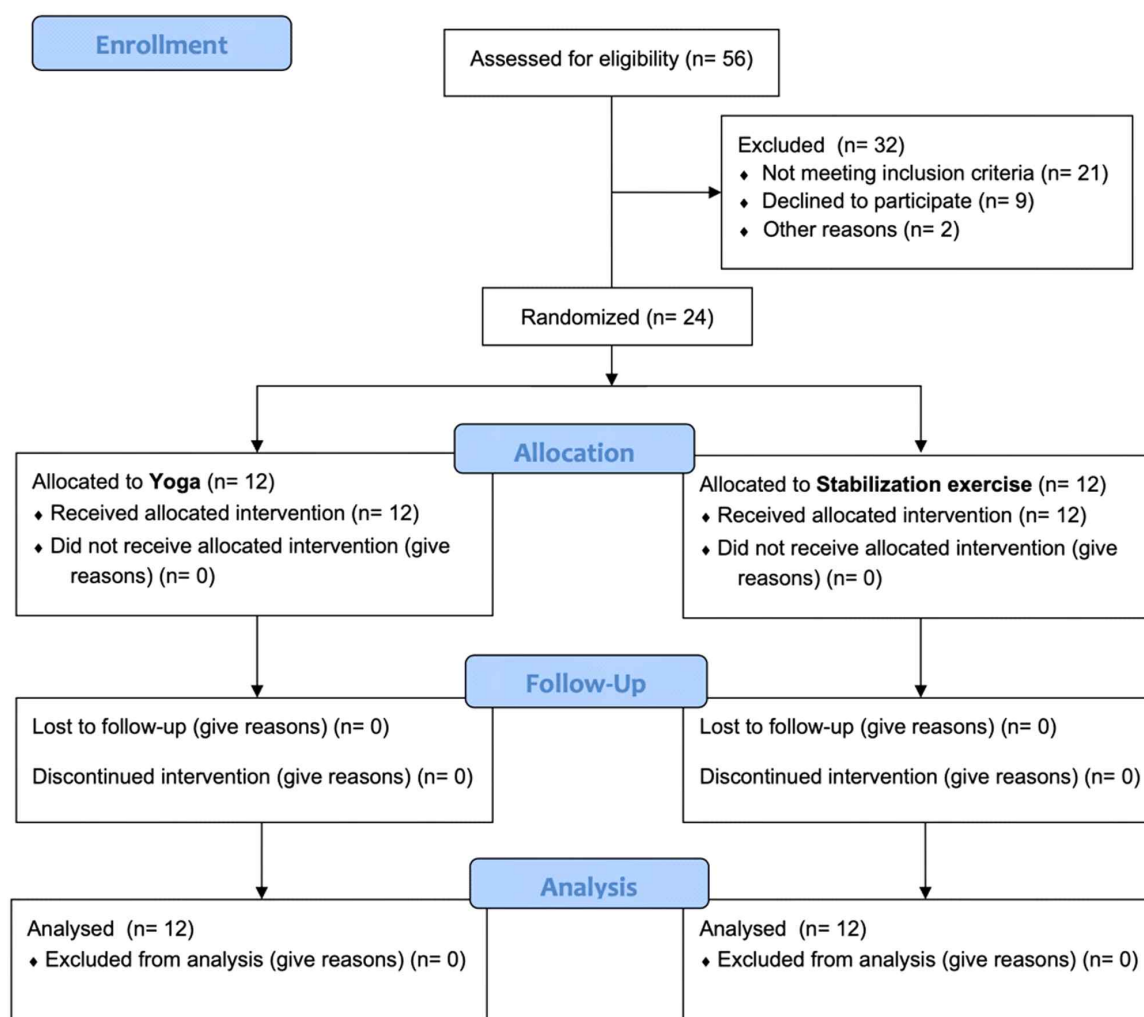 Enrollment
Assessed for eligibility (n= 56)
Excluded (n= 32)
♦ Not meeting inclusion criteria (n= 21)
♦ Declined to participate (n= 9)
♦ Other reasons (n= 2)
Randomized (n= 24)
Allocation
Allocated to Yoga (n= 12)
♦ Received allocated intervention (n= 12)
♦ Did not receive allocated intervention (give
reasons) (n= 0)
Allocated to Stabilization exercise (n= 12)
♦ Received allocated intervention (n= 12)
♦ Did not receive allocated intervention (give
reasons) (n= 0)
Follow-Up
Lost to follow-up (give reasons) (n= 0)
Discontinued intervention (give reasons) (n= 0)
Lost to follow-up (give reasons) (n= 0)
Discontinued intervention (give reasons) (n= 0)
Analysis
Analysed (n= 12)
♦ Excluded from analysis (give reasons) (n= 0)
Analysed (n= 12)
♦ Excluded from analysis (give reasons) (n= 0)